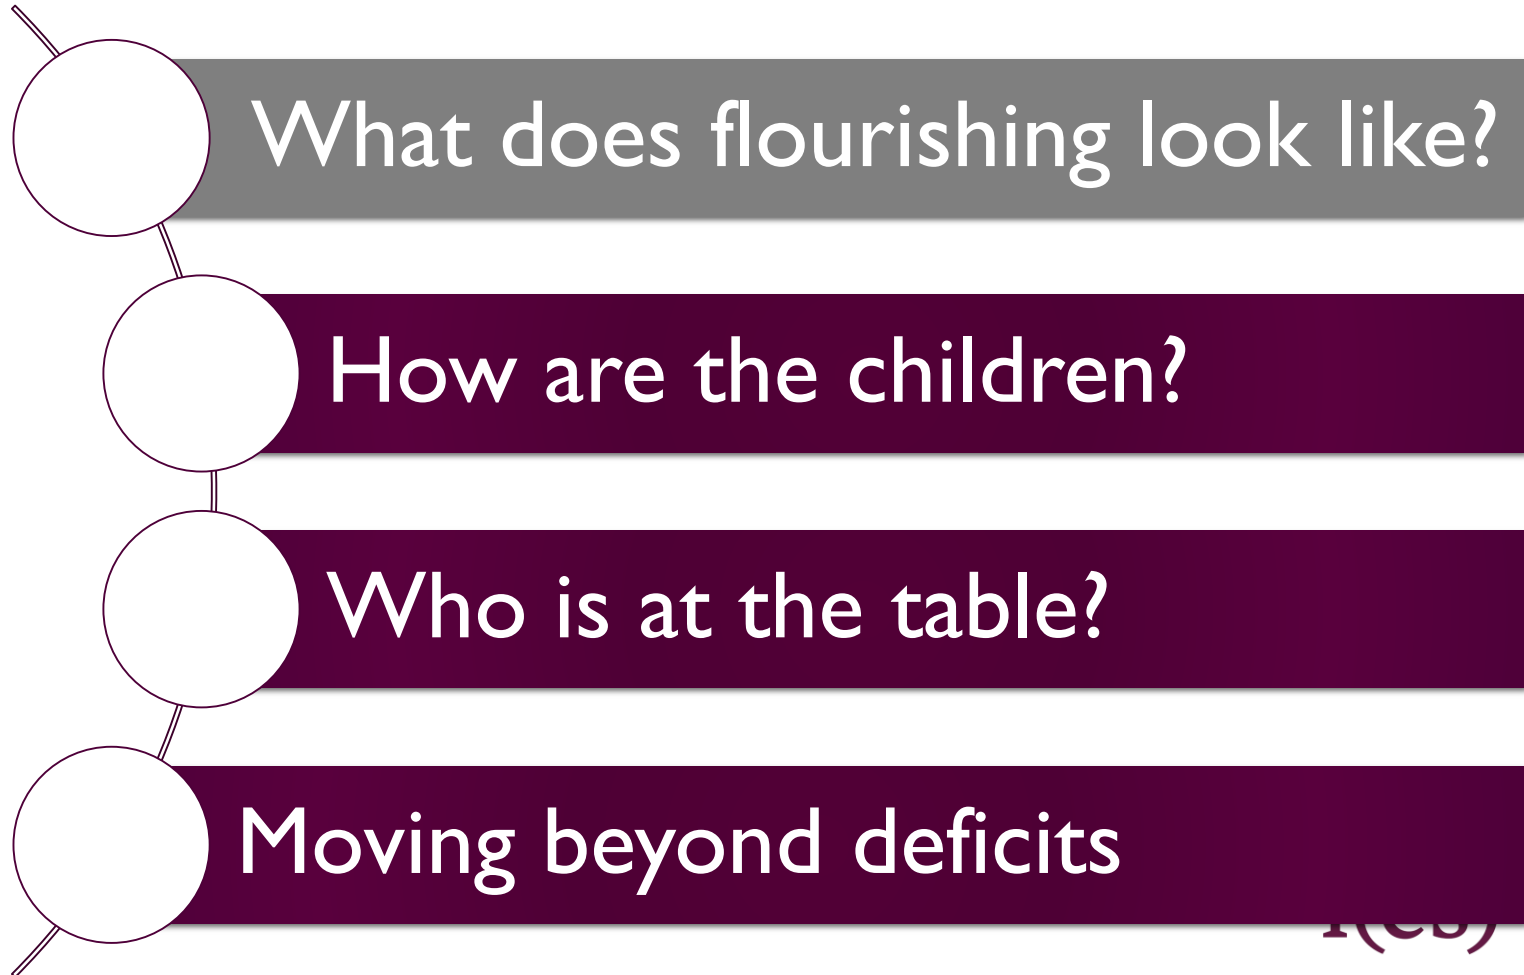 What does flourishing look like?
How are the children?
Who is at the table?
Moving beyond deficits